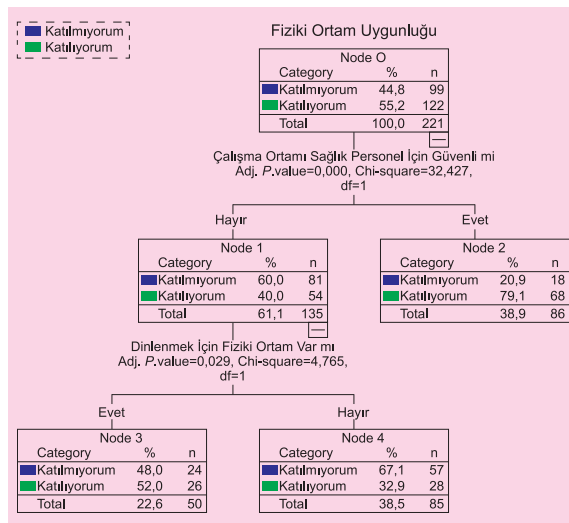 Katılmıyorum
Katılıyorum
Fiziki Ortam Uygunluğu
Node O
Category % n
Katılmıyorum 44,8 99
Katılıyorum 55,2 122
Total 100,0 221
Çalışma Ortamı Sağlık Personel İçin Güvenli mi
Adj. P.value=0,000, Chi-square=32,427,
df=1
Hayır
Evet
Node 1
Category % n
Katılmıyorum 60,0 81
Katılıyorum 40,0 54
Total 61,1 135
Node 2
Category % n
Katılmıyorum 20,9 18
Katılıyorum 79,1 68
Total 38,9 86
Dinlenmek İçin Fiziki Ortam Var mı
Adj. P.value=0,029, Chi-square=4,765,
df=1
Evet
Hayır
Node 3
Category % n
Katılmıyorum 48,0 24
Katılıyorum 52,0 26
Total 22,6 50
Node 4
Category % n
Katılmıyorum 67,1 57
Katılıyorum 32,9 28
Total 38,5 85